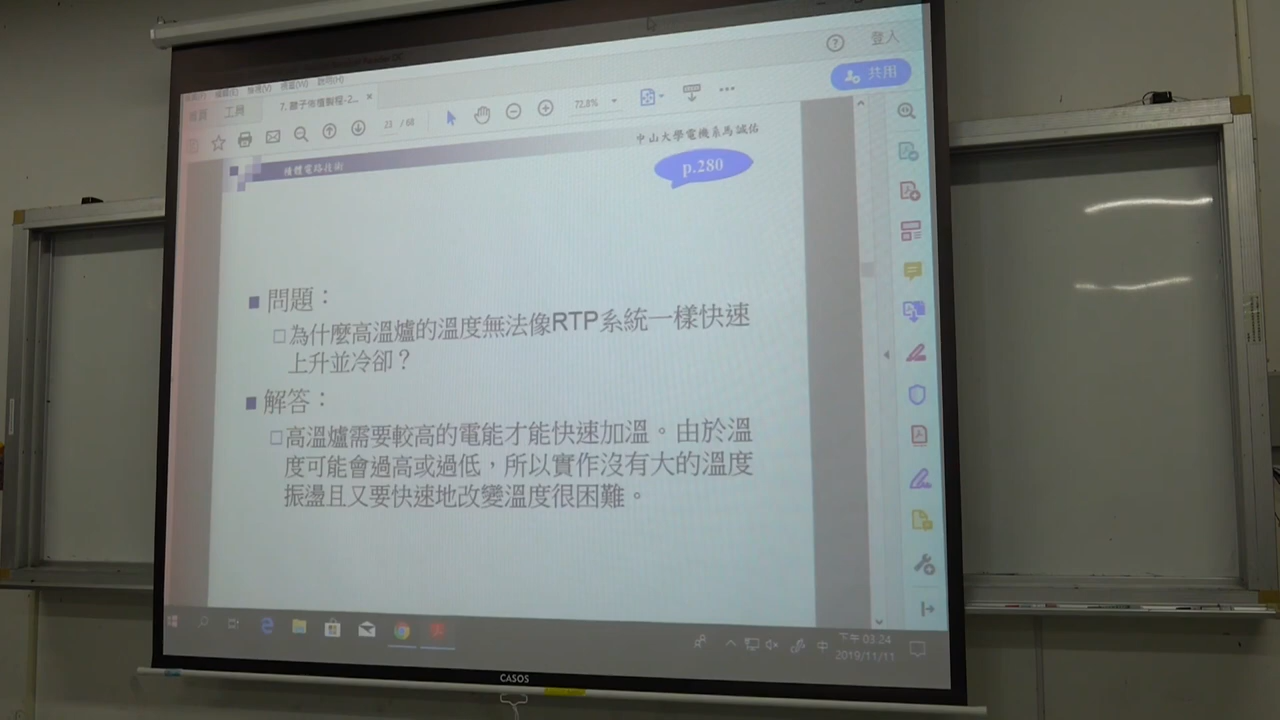 登入
共用
工具
23 / 60
72.8%
中山大學電機系馬誠佑
積體電路技術
p.280
問題：
為什麼高溫爐的溫度無法像RTP系統一樣快速
上升並冷卻？
解答：
高溫爐需要較高的電能才能快速加溫。由於溫
度可能會過高或過低，所以實作沒有大的溫度
振盪且又要快速地改變溫度很困難。
中
下午 03:24
2019/11/11
CASOS